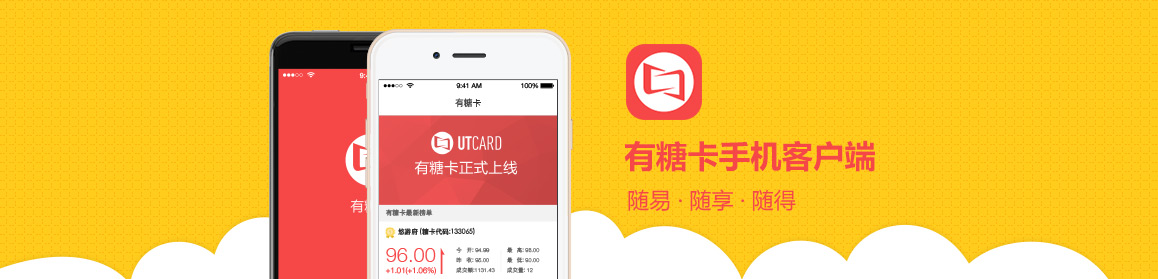 9:4
有
9:41 AM
100%
有糖卡
UTCARD
有糖卡正式上线
有糖卡最新榜单
悠游府 (糖卡代码:133065)
96.00
+1.01(+1.06%)
今 开: 94.99
最 高: 98.00
昨 收: 95.00
最 低: 90.00
成交额:1131.43
成交量: 12
有糖卡手机客户端
随易 · 随享 · 随得